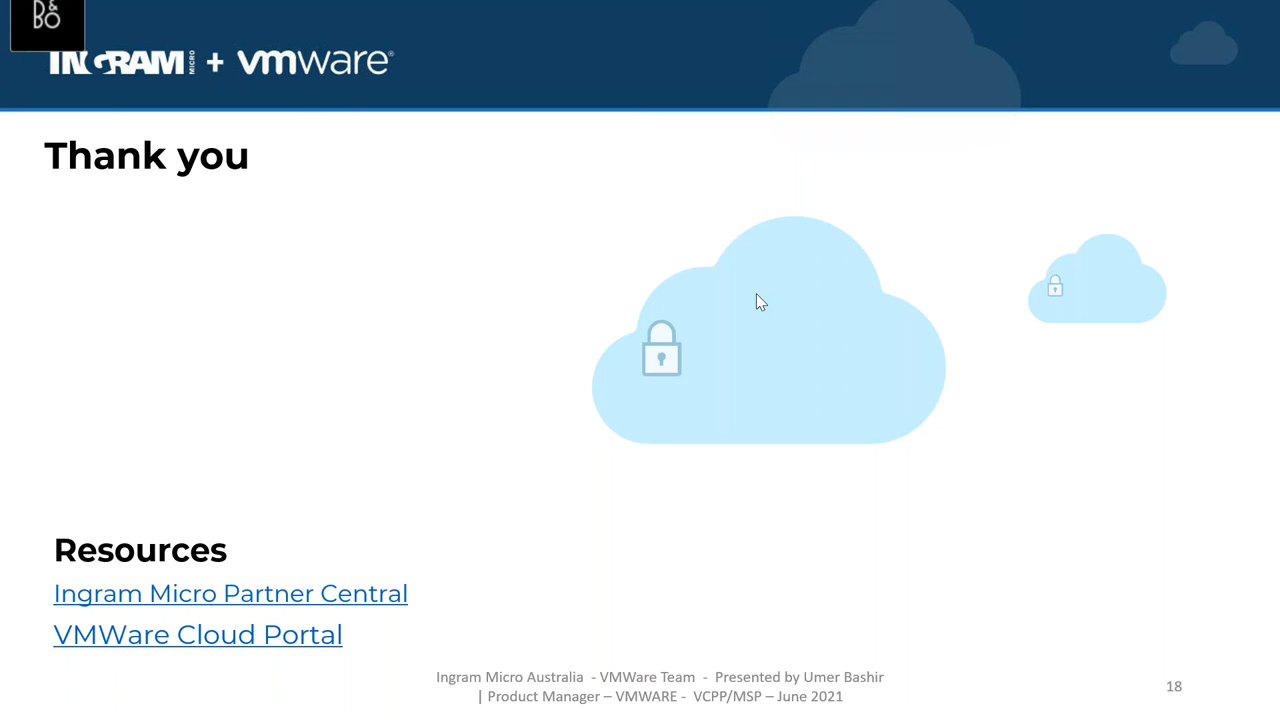 B&O
INGRAM MICRO + vmware®
Thank you
Resources
Ingram Micro Partner Central
VMWare Cloud Portal
Ingram Micro Australia - VMWare Team - Presented by Umer Bashir
| Product Manager – VMWARE - VCPP/MSP – June 2021
18